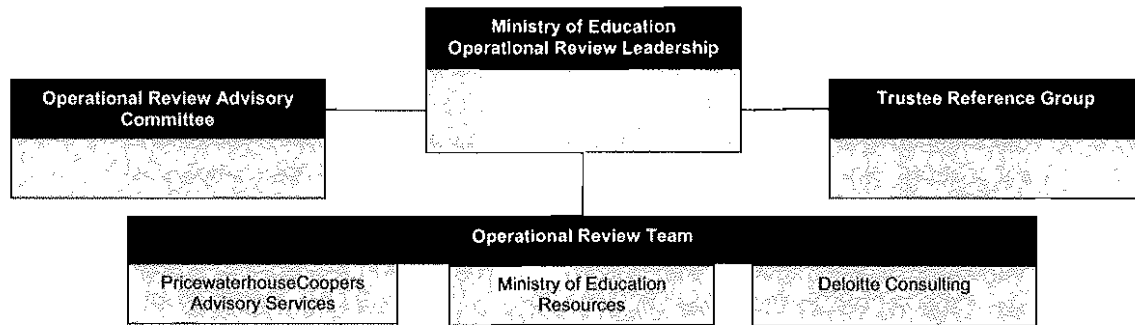 Ministry of Education
Operational Review Leadership
Operational Review Advisory
Committee
Trustee Reference Group
Operational Review Team
PricewaterhouseCoopers
Advisory Services
Ministry of Education
Resources
Deloitte Consulting